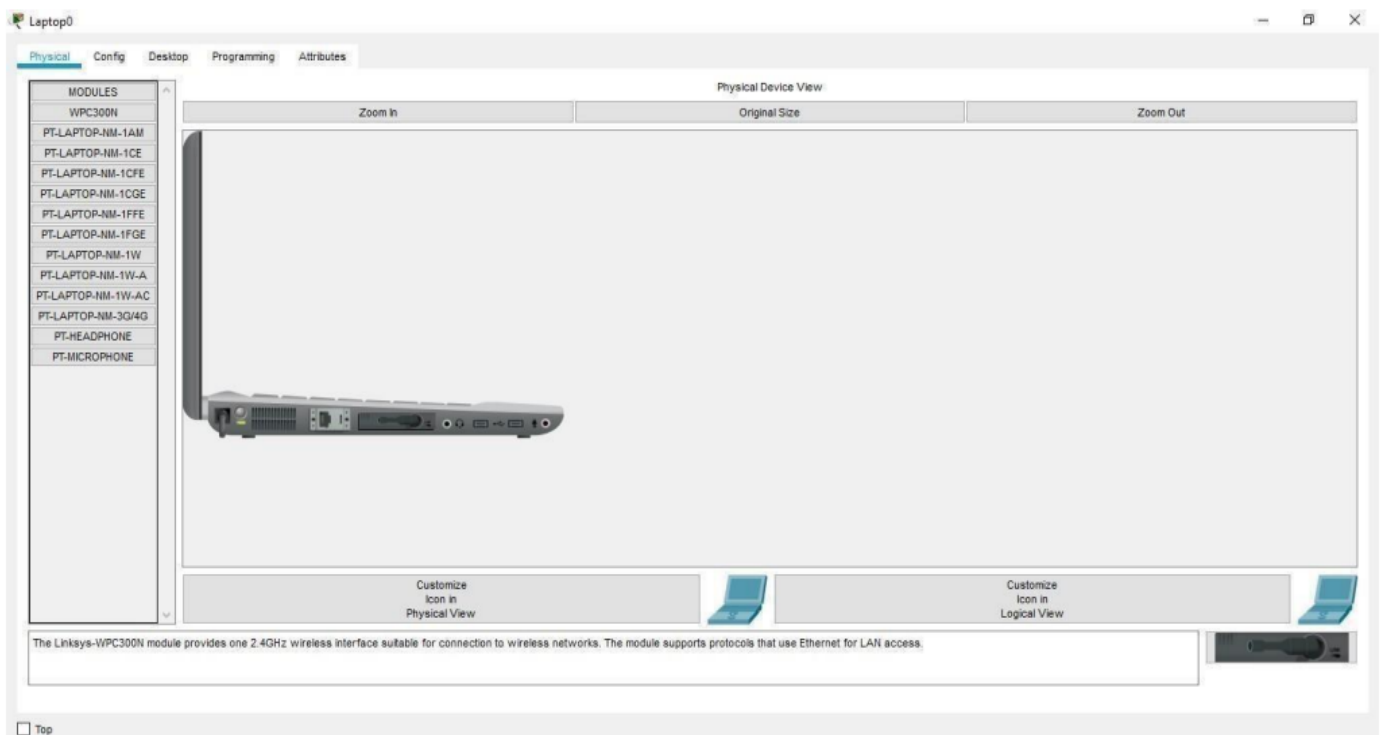 Laptop0
Physical Config Desktop Programming Attributes
MODULES
WPC300N
PT-LAPTOP-NM-1AM
PT-LAPTOP-NM-1CE
PT-LAPTOP-NM-1CFE
PT-LAPTOP-NM-1CGE
PT-LAPTOP-NM-1FFE
PT-LAPTOP-NM-1FGE
PT-LAPTOP-NM-1W
PT-LAPTOP-NM-1W-A
PT-LAPTOP-NM-1W-AC
PT-LAPTOP-NM-3G/4G
PT-HEADPHONE
PT-MICROPHONE
Physical Device View
Zoom In Original Size Zoom Out
Customize
Icon in
Physical View
Customize
Icon in
Logical View
The Linksys-WPC300N module provides one 2.4GHz wireless interface suitable for connection to wireless networks. The module supports protocols that use Ethernet for LAN access.
Top